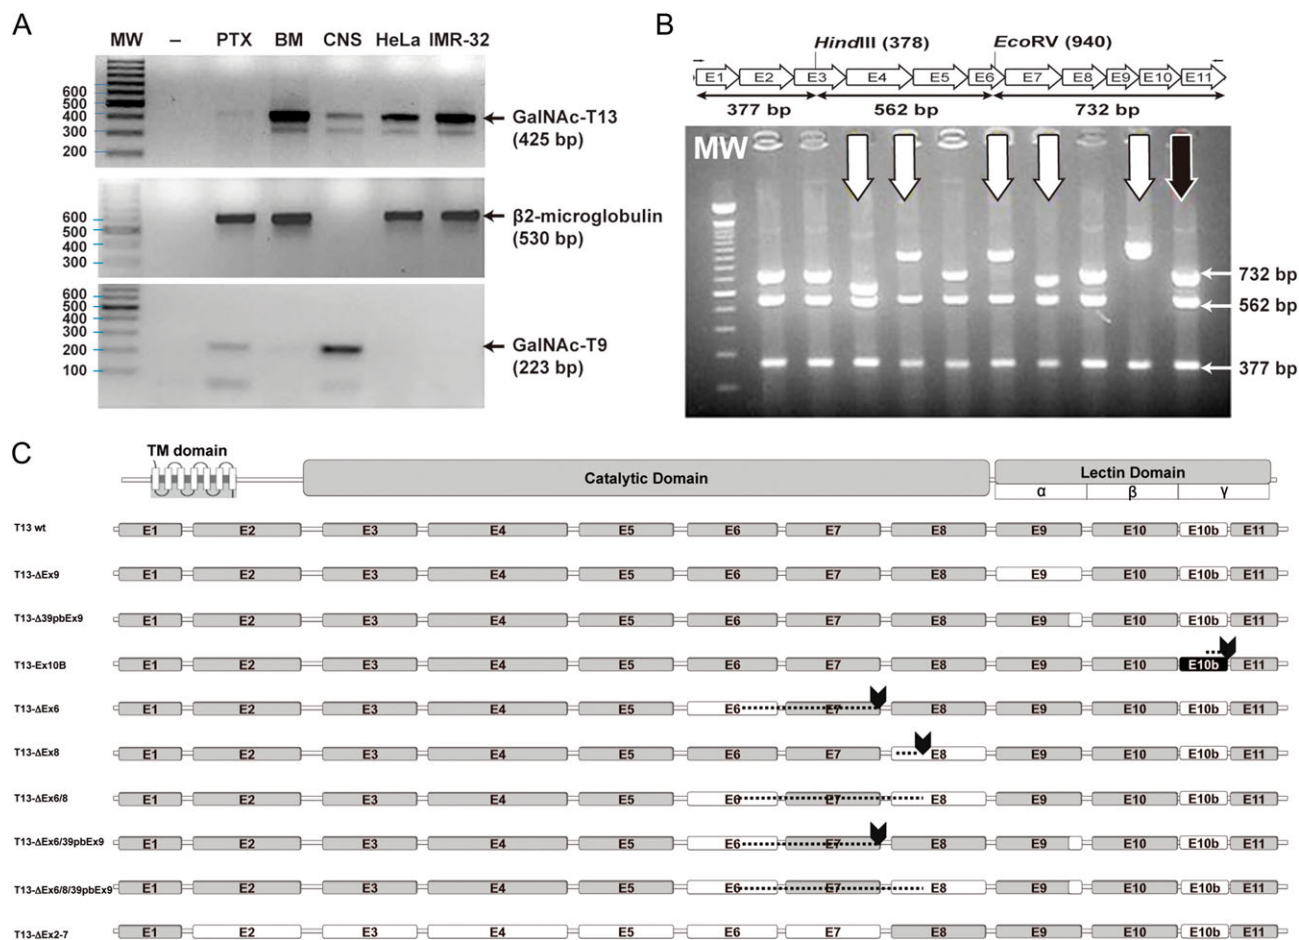 A
MW – PTX BM CNS HeLa IMR-32
600
500
400
300
200
GalNAc-T13
(425 bp)
600
500
400
300
β2-microglobulin
(530 bp)
600
500
400
300
200
100
GalNAc-T9
(223 bp)
B
HindIII (378) EcoRV (940)
E1 E2 E3 E4 E5 E6 E7 E8 E9 E10 E11
377 bp 562 bp 732 bp
MW
732 bp
562 bp
377 bp
C
TM domain
Catalytic Domain
Lectin Domain
α β γ
T13 wt E1 E2 E3 E4 E5 E6 E7 E8 E9 E10 E10b E11
T13-ΔEx9 E1 E2 E3 E4 E5 E6 E7 E8 E9 E10 E10b E11
T13-Δ39pbEx9 E1 E2 E3 E4 E5 E6 E7 E8 E9 E10 E10b E11
T13-Ex10B E1 E2 E3 E4 E5 E6 E7 E8 E9 E10 E10b E11
T13-ΔEx6 E1 E2 E3 E4 E5 E6 E7 E8 E9 E10 E10b E11
T13-ΔEx8 E1 E2 E3 E4 E5 E6 E7 E8 E9 E10 E10b E11
T13-ΔEx6/8 E1 E2 E3 E4 E5 E6 E7 E8 E9 E10 E10b E11
T13-ΔEx6/39pbEx9 E1 E2 E3 E4 E5 E6 E7 E8 E9 E10 E10b E11
T13-ΔEx6/8/39pbEx9 E1 E2 E3 E4 E5 E6 E7 E8 E9 E10 E10b E11
T13-ΔEx2-7 E1 E2 E3 E4 E5 E6 E7 E8 E9 E10 E10b E11